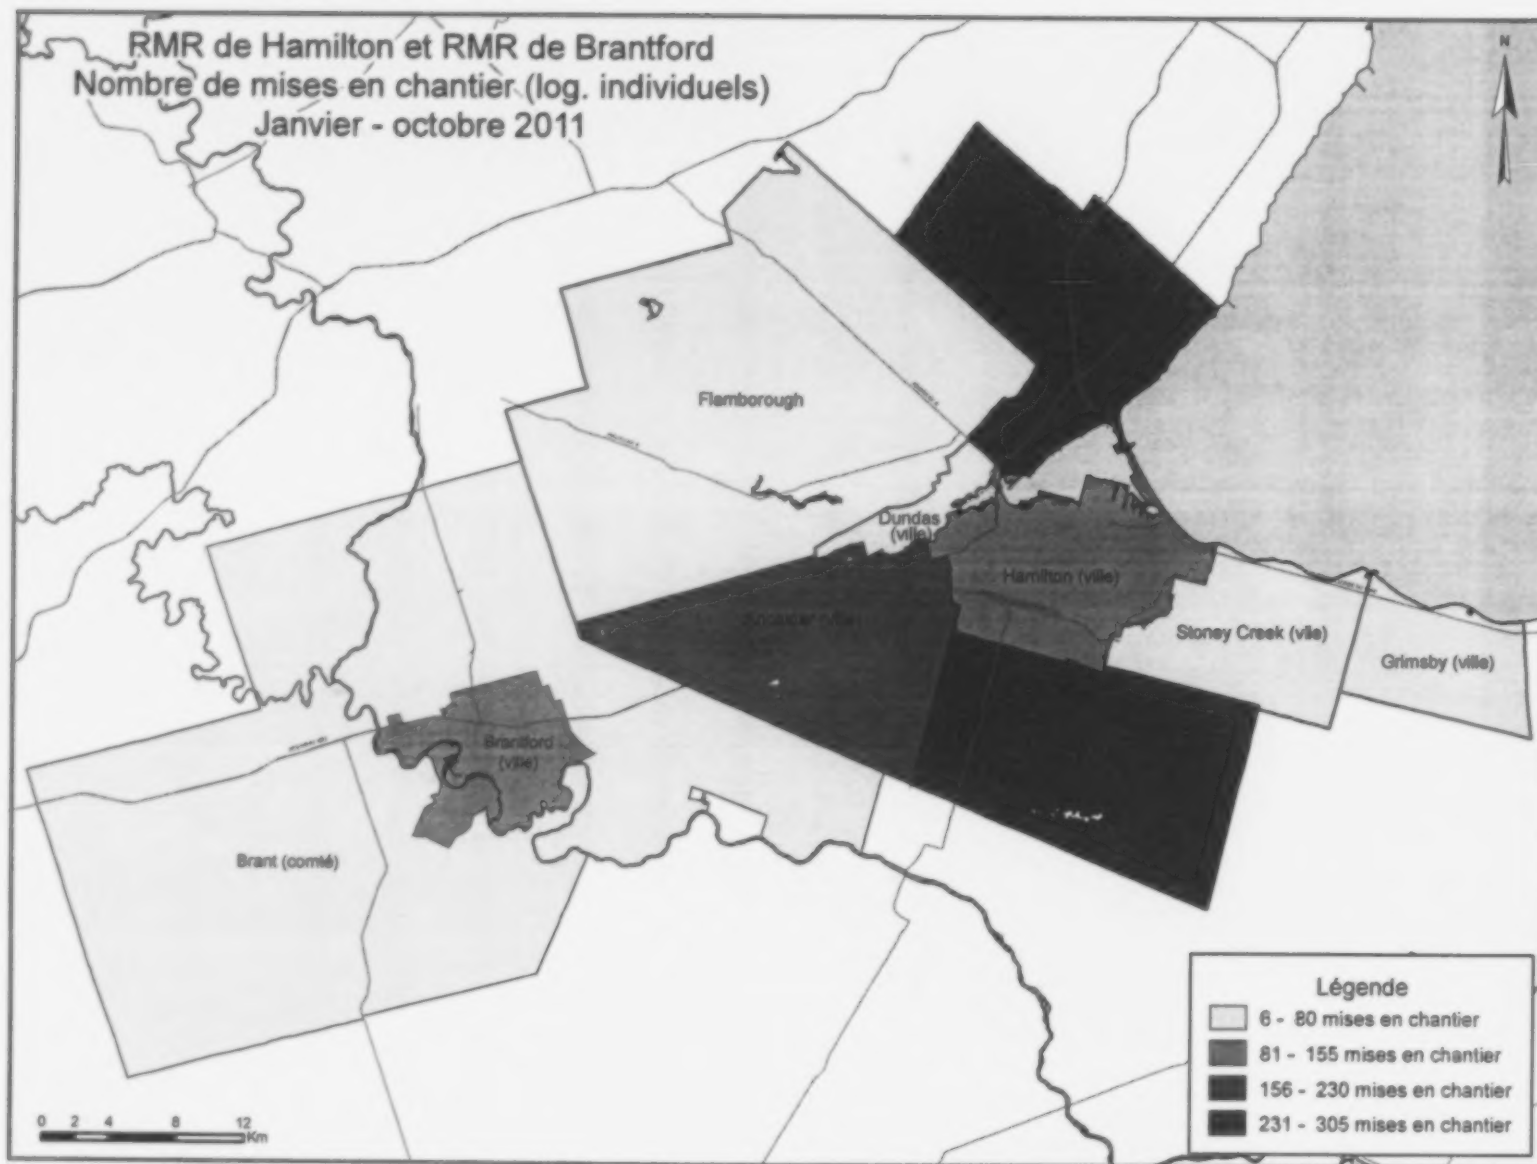 RMR de Hamilton et RMR de Brantford
Nombre de mises en chantier (log. individuels)
Janvier - octobre 2011
N
Flamborough
Dundas
(ville)
Hamilton (ville)
Stoney Creek (ville)
Grimsby (ville)
Brantford
(ville)
Brant (comté)
Légende
6 - 80 mises en chantier
81 - 155 mises en chantier
156 - 230 mises en chantier
231 - 305 mises en chantier
0 2 4 8 12
Km